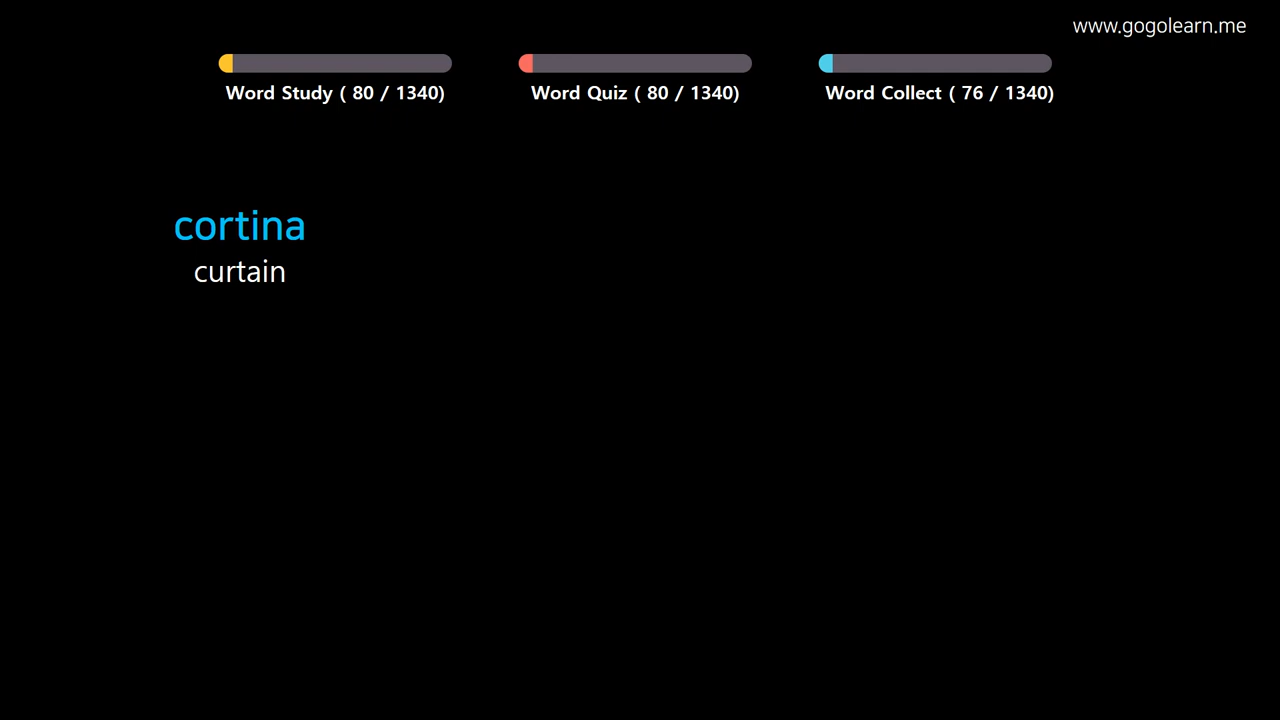 www.gogolearn.me
Word Study ( 80 / 1340)
Word Quiz ( 80 / 1340)
Word Collect ( 76 / 1340)
cortina
curtain